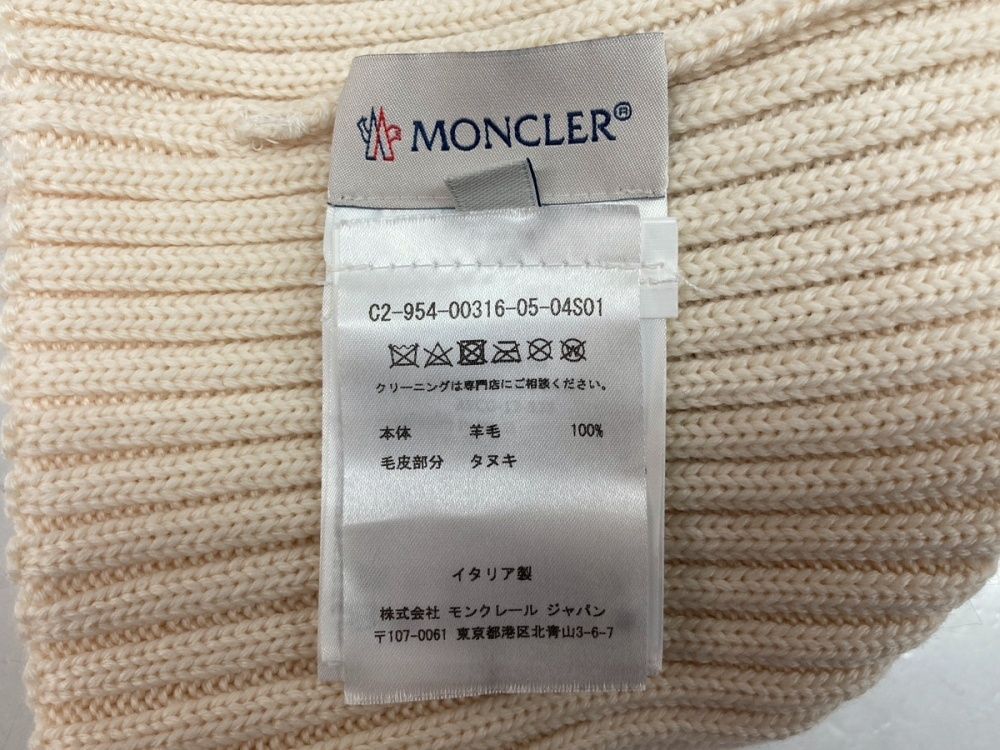 MONCLER®
C2-954-00316-05-04S01
クリーニングは専門店にご相談ください。
本体 羊毛 100%
毛皮部分 タヌキ
イタリア製
株式会社 モンクレール ジャパン
〒107-0061 東京都港区北青山3-6-7